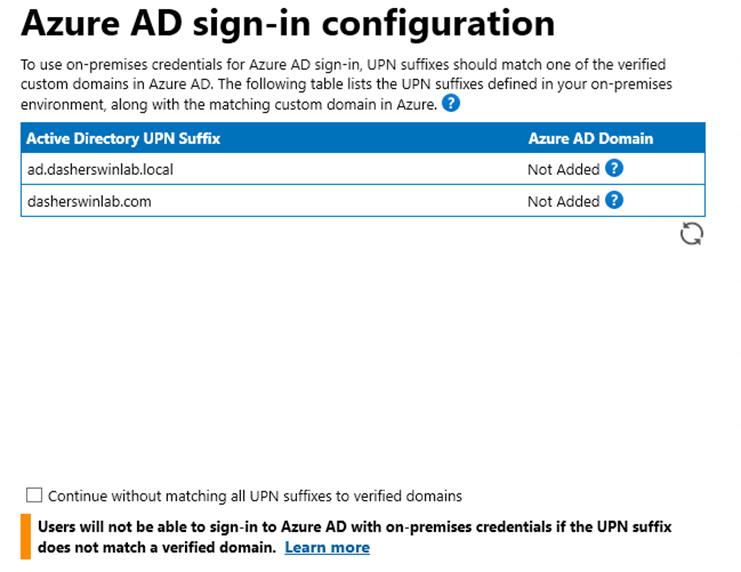 Azure AD sign-in configuration
To use on-premises credentials for Azure AD sign-in, UPN suffixes should match one of the verified
custom domains in Azure AD. The following table lists the UPN suffixes defined in your on-premises
environment, along with the matching custom domain in Azure. ?
Active Directory UPN Suffix Azure AD Domain
ad.dasherswinlab.local Not Added ?
dasherswinlab.com Not Added ?
Continue without matching all UPN suffixes to verified domains
Users will not be able to sign-in to Azure AD with on-premises credentials if the UPN suffix
does not match a verified domain. Learn more